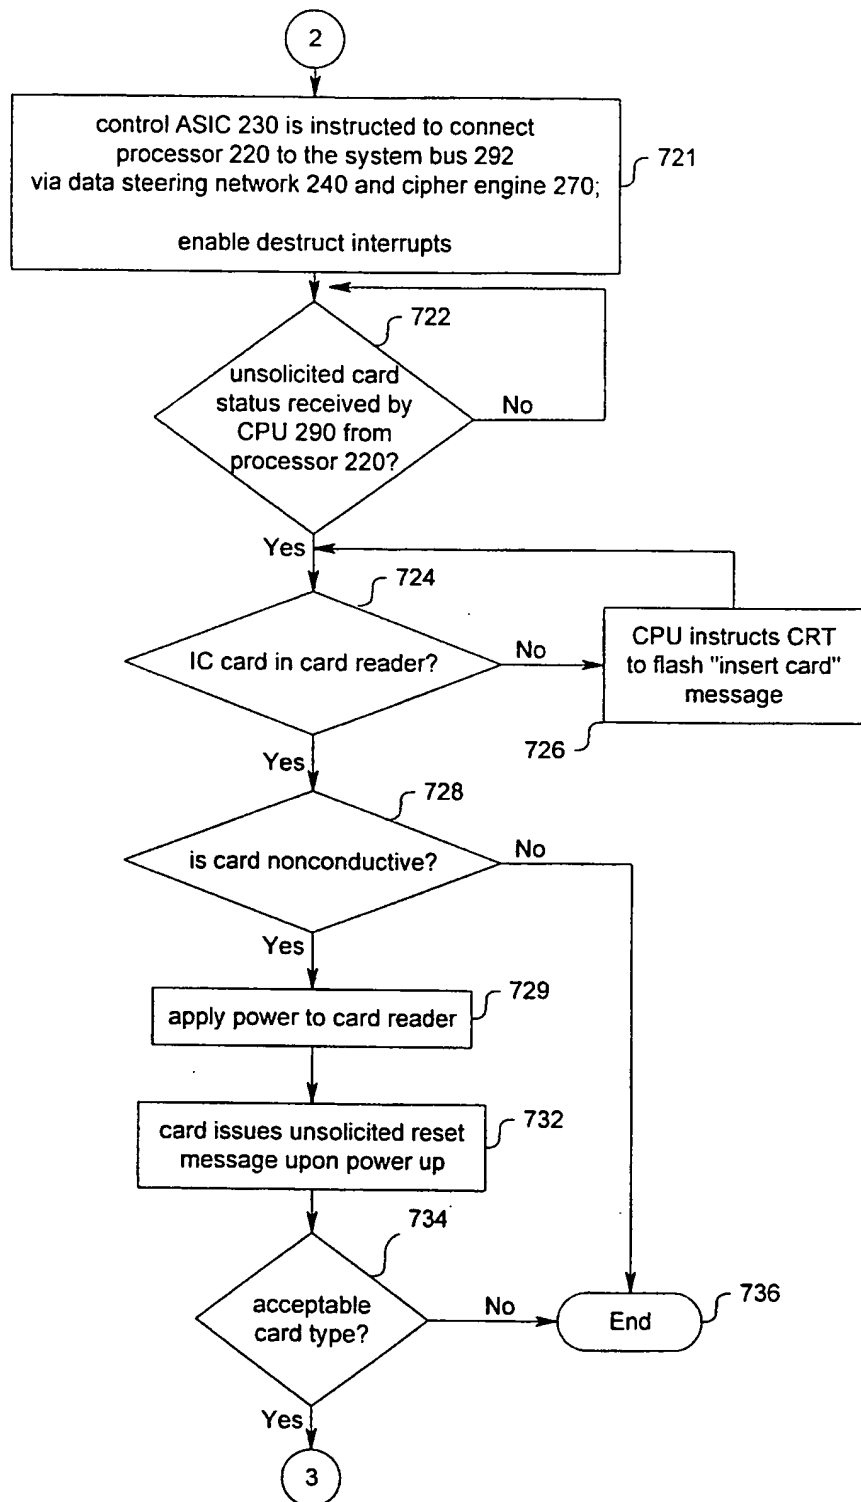 2
control ASIC 230 is instructed to connect
processor 220 to the system bus 292
via data steering network 240 and cipher engine 270;
enable destruct interrupts
721
722
unsolicited card
status received by
CPU 290 from
processor 220?
No
Yes
724
IC card in card reader?
No
CPU instructs CRT
to flash "insert card"
message
726
Yes
728
is card nonconductive?
No
Yes
729
apply power to card reader
732
card issues unsolicited reset
message upon power up
734
acceptable
card type?
No
End
736
Yes
3